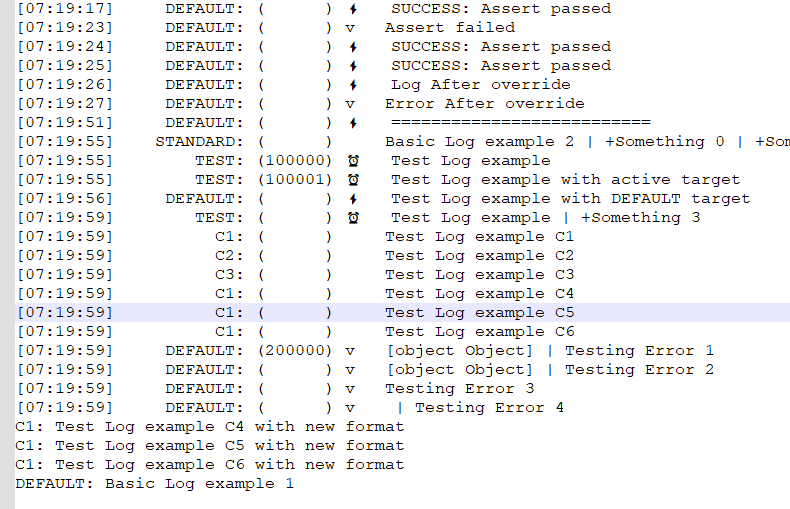 [07:19:17]     DEFAULT: (      ) ⚡   SUCCESS: Assert passed
[07:19:23]     DEFAULT: (      ) v   Assert failed
[07:19:24]     DEFAULT: (      ) ⚡   SUCCESS: Assert passed
[07:19:25]     DEFAULT: (      ) ⚡   SUCCESS: Assert passed
[07:19:26]     DEFAULT: (      ) ⚡   Log After override
[07:19:27]     DEFAULT: (      ) v   Error After override
[07:19:51]     DEFAULT: (      ) ⚡   ==========================
[07:19:55]    STANDARD: (      )     Basic Log example 2 | +Something 0 | +Som
[07:19:55]        TEST: (100000) ⏰   Test Log example
[07:19:55]        TEST: (100001) ⏰   Test Log example with active target
[07:19:56]     DEFAULT: (      ) ⚡   Test Log example with DEFAULT target
[07:19:59]        TEST: (      ) ⏰   Test Log example | +Something 3
[07:19:59]          C1: (      )     Test Log example C1
[07:19:59]          C2: (      )     Test Log example C2
[07:19:59]          C3: (      )     Test Log example C3
[07:19:59]          C1: (      )     Test Log example C4
[07:19:59]          C1: (      )     Test Log example C5
[07:19:59]          C1: (      )     Test Log example C6
[07:19:59]     DEFAULT: (200000) v   [object Object] | Testing Error 1
[07:19:59]     DEFAULT: (      ) v   [object Object] | Testing Error 2
[07:19:59]     DEFAULT: (      ) v   Testing Error 3
[07:19:59]     DEFAULT: (      ) v    | Testing Error 4
C1: Test Log example C4 with new format
C1: Test Log example C5 with new format
C1: Test Log example C6 with new format
DEFAULT: Basic Log example 1